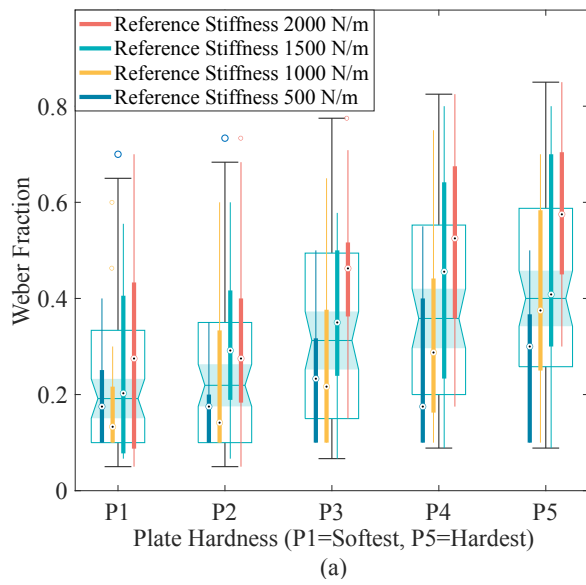 Reference Stiffness 2000 N/m
Reference Stiffness 1500 N/m
Reference Stiffness 1000 N/m
Reference Stiffness 500 N/m
0.8
0.6
0.4
0.2
0
Weber Fraction
P1 P2 P3 P4 P5
Plate Hardness (P1=Softest, P5=Hardest)
(a)